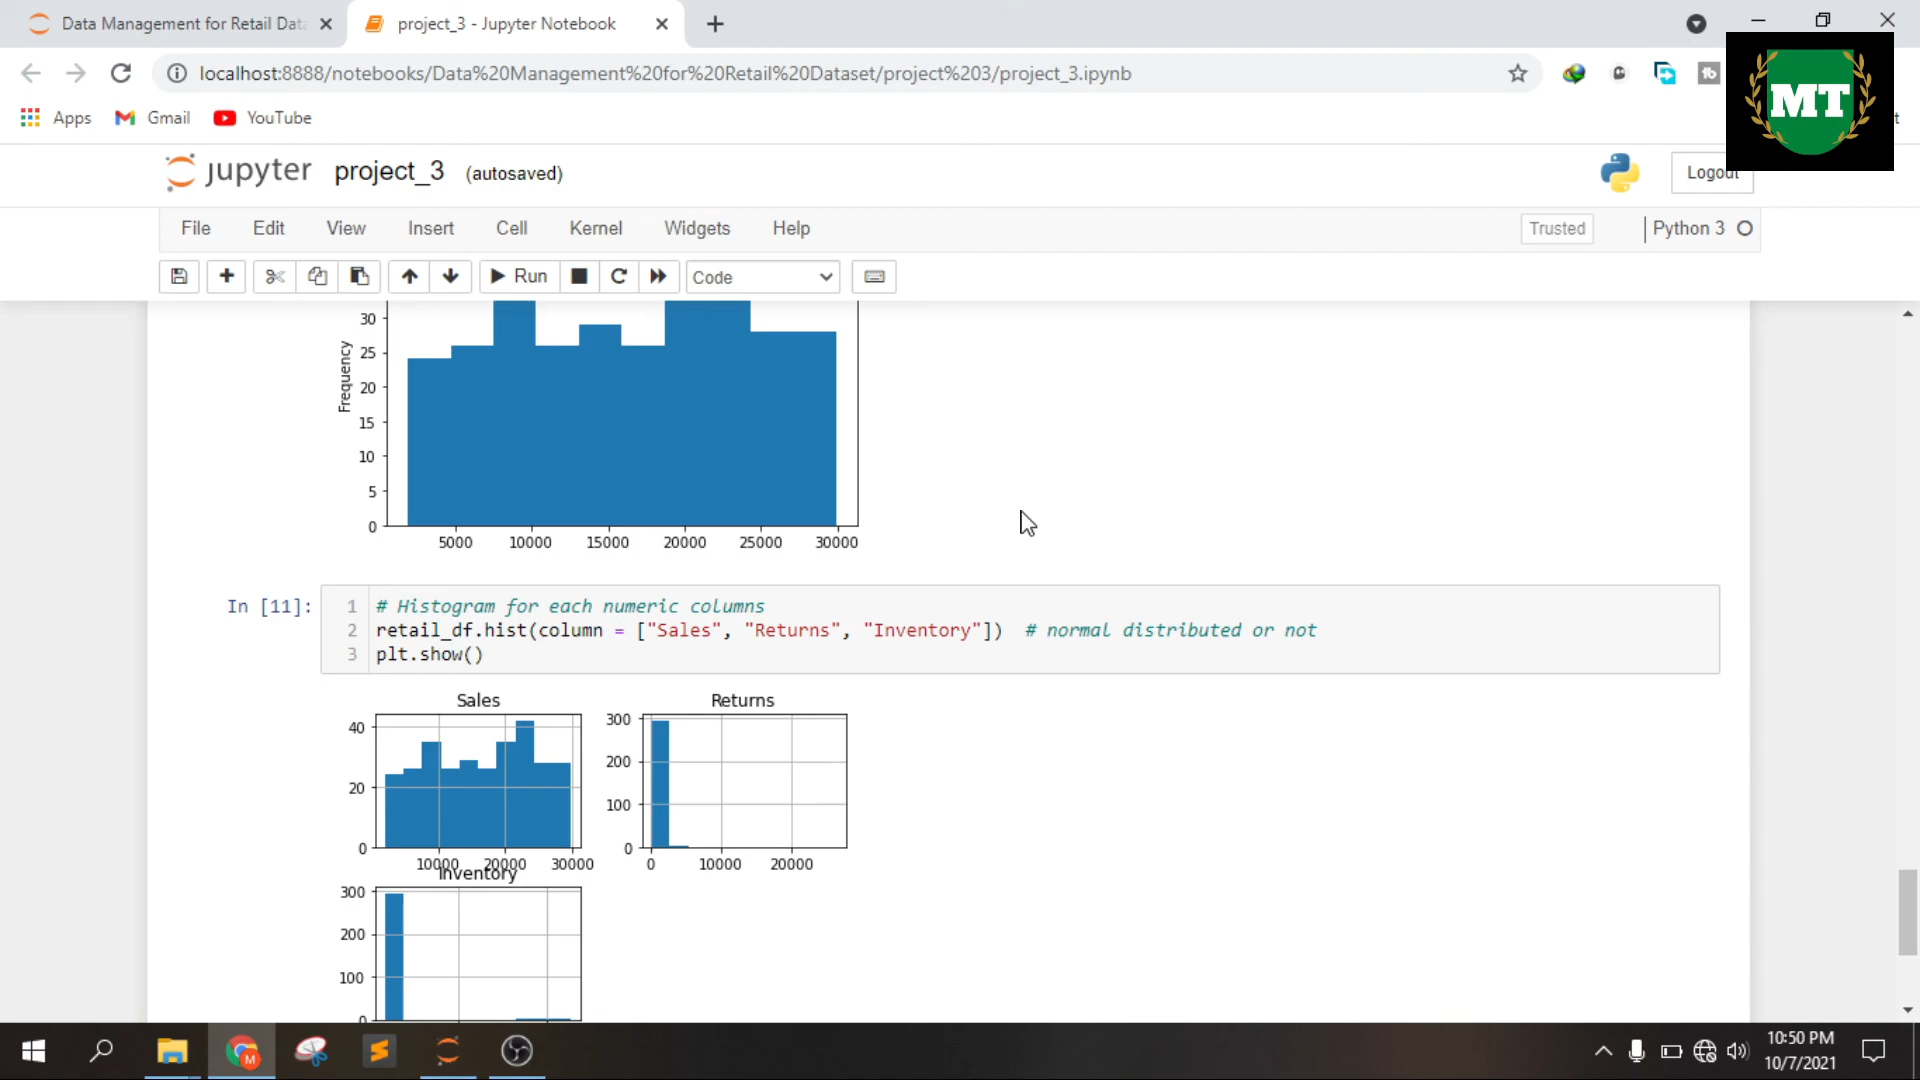 Data Management for Retail Data
project_3 - Jupyter Notebook
localhost:8888/notebooks/Data%20Management%20for%20Retail%20Dataset/project%203/project_3.ipynb
Apps
Gmail
YouTube
MT
jupyter project_3 (autosaved)
Logout
File Edit View Insert Cell Kernel Widgets Help
Trusted
Python 3
Run
Code
Frequency
30
25
20
15
10
5
0
5000 10000 15000 20000 25000 30000
In [11]:
1 # Histogram for each numeric columns
2 retail_df.hist(column = ["Sales", "Returns", "Inventory"]) # normal distributed or not
3 plt.show()
Sales
40
20
0
10000 20000 30000
Returns
300
200
100
0
0 10000 20000
Inventory
300
200
100
0
10:50 PM
10/7/2021